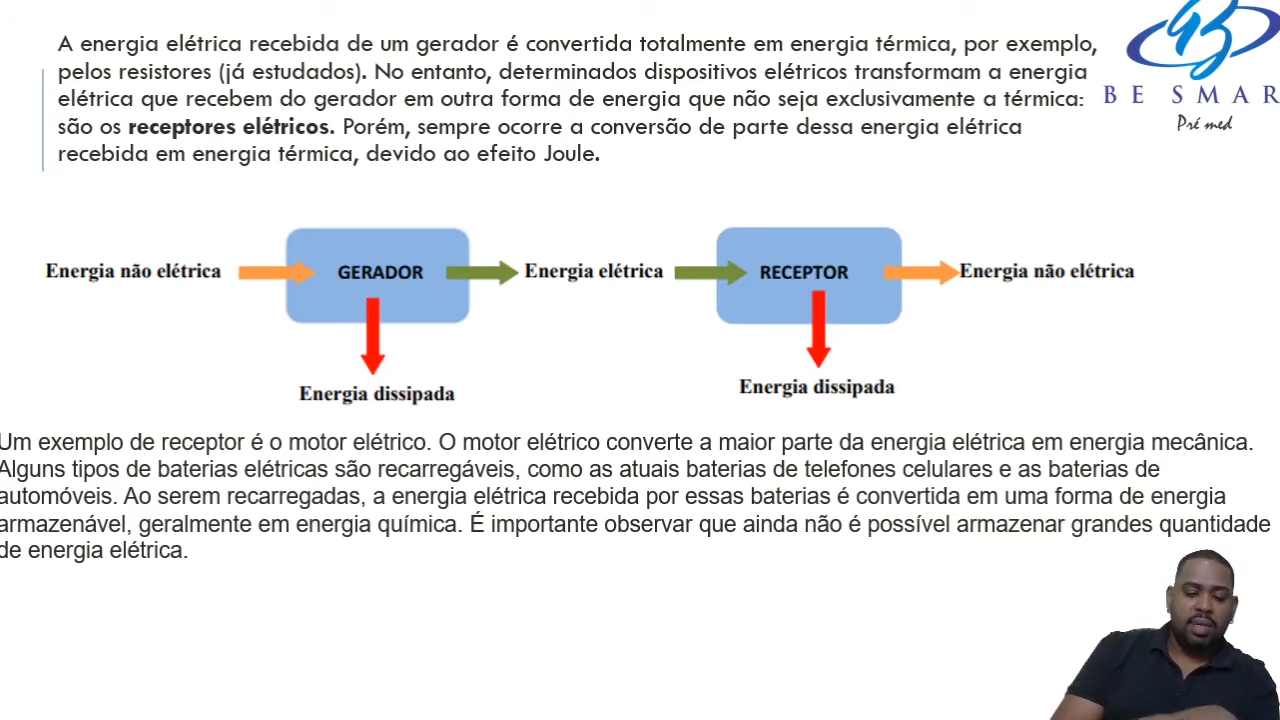 A energia elétrica recebida de um gerador é convertida totalmente em energia térmica, por exemplo,
pelos resistores (já estudados). No entanto, determinados dispositivos elétricos transformam a energia
elétrica que recebem do gerador em outra forma de energia que não seja exclusivamente a térmica:
são os receptores elétricos. Porém, sempre ocorre a conversão de parte dessa energia elétrica
recebida em energia térmica, devido ao efeito Joule.
BE SMAR
Pré med
Energia não elétrica
GERADOR
Energia elétrica
RECEPTOR
Energia não elétrica
Energia dissipada
Energia dissipada
Um exemplo de receptor é o motor elétrico. O motor elétrico converte a maior parte da energia elétrica em energia mecânica.
Alguns tipos de baterias elétricas são recarregáveis, como as atuais baterias de telefones celulares e as baterias de
automóveis. Ao serem recarregadas, a energia elétrica recebida por essas baterias é convertida em uma forma de energia
armazenável, geralmente em energia química. É importante observar que ainda não é possível armazenar grandes quantidade
de energia elétrica.